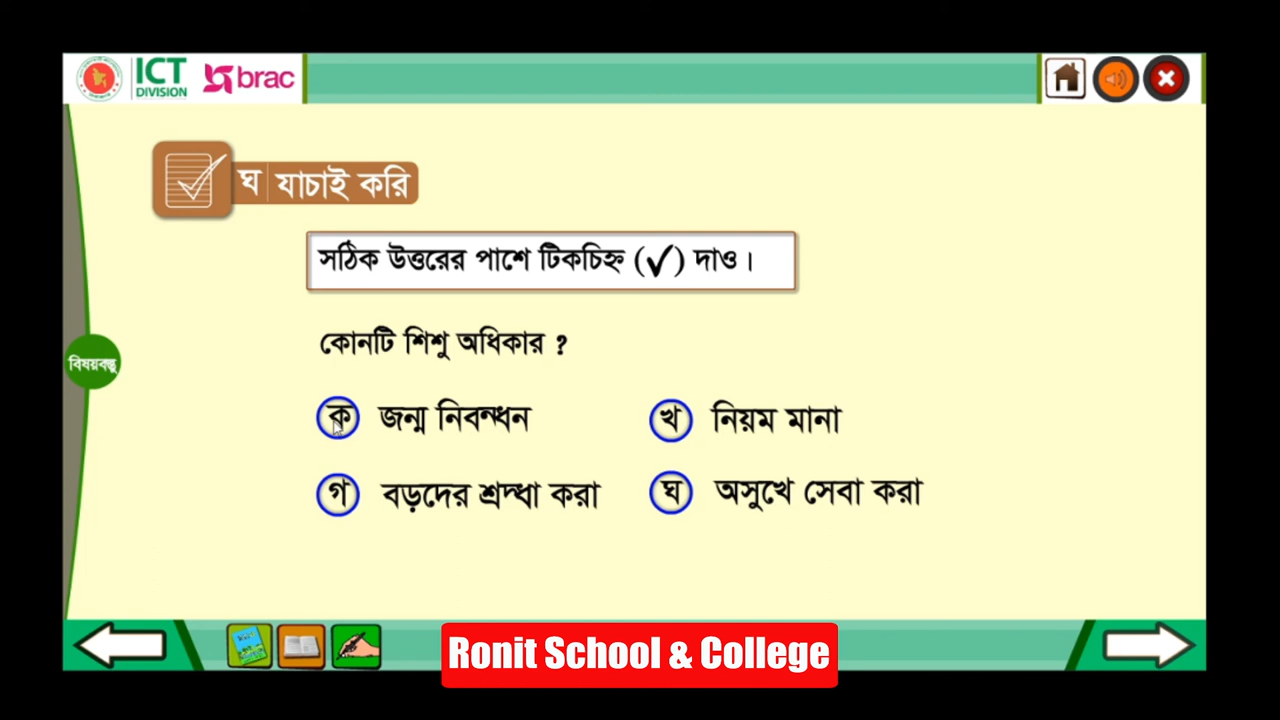 ICT
DIVISION
brac
ঘ যাচাই করি
সঠিক উত্তরের পাশে টিকচিহ্ন (✓) দাও।
কোনটি শিশু অধিকার ?
বিষয়বস্তু
ক জন্ম নিবন্ধন
খ নিয়ম মানা
গ বড়দের শ্রদ্ধা করা
ঘ অসুখে সেবা করা
Ronit School & College